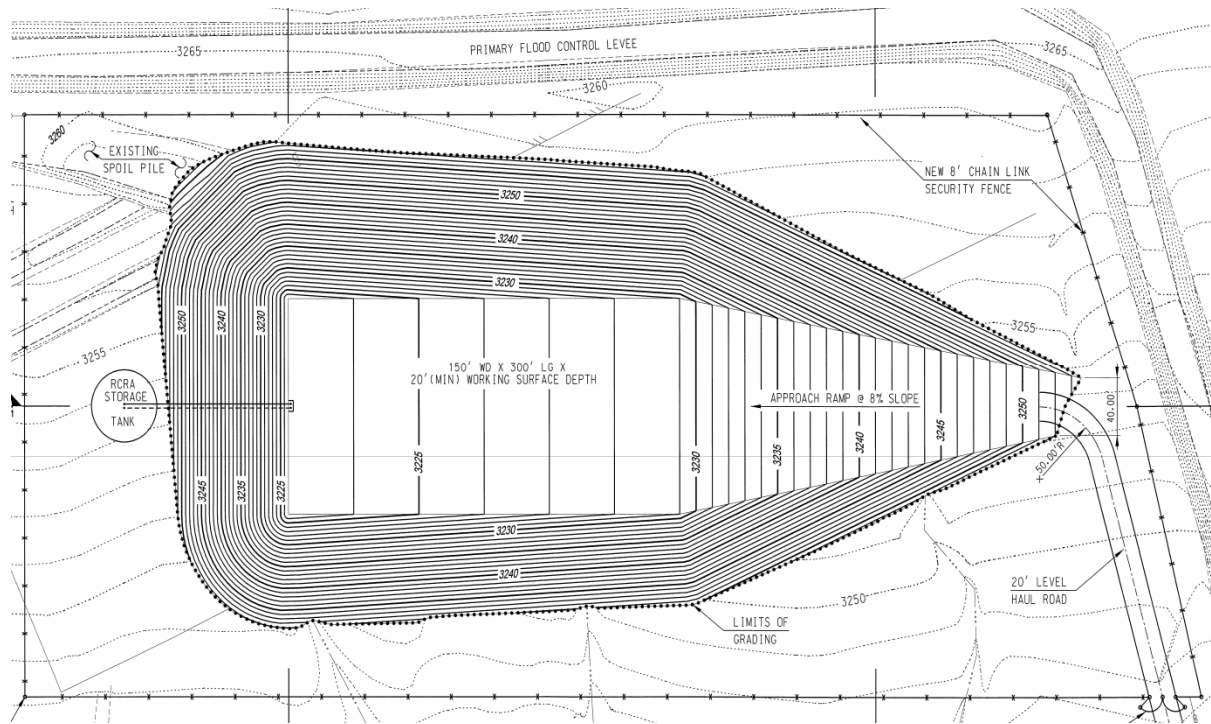 3265
PRIMARY FLOOD CONTROL LEVEE
3265
3260
3260
EXISTING
SPOIL PILE
NEW 8' CHAIN LINK
SECURITY FENCE
3250
3240
3230
3250
3240
3230
3255
3255
150' WD X 300' LG X
20'(MIN) WORKING SURFACE DEPTH
RCRA
STORAGE
TANK
APPROACH RAMP @ 8% SLOPE
3250
3245
3240
3235
3230
3225
40.00'
50.00'R
3245
3235
3225
3230
3240
3250
20' LEVEL
HAUL ROAD
LIMITS OF
GRADING